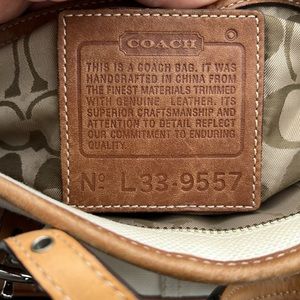 COACH
THIS IS A COACH BAG. IT WAS
HANDCRAFTED IN CHINA FROM
THE FINEST MATERIALS TRIMMED
WITH GENUINE LEATHER. ITS
SUPERIOR CRAFTSMANSHIP AND
ATTENTION TO DETAIL REFLECT
OUR COMMITMENT TO ENDURING
QUALITY.
Nº L33-9557